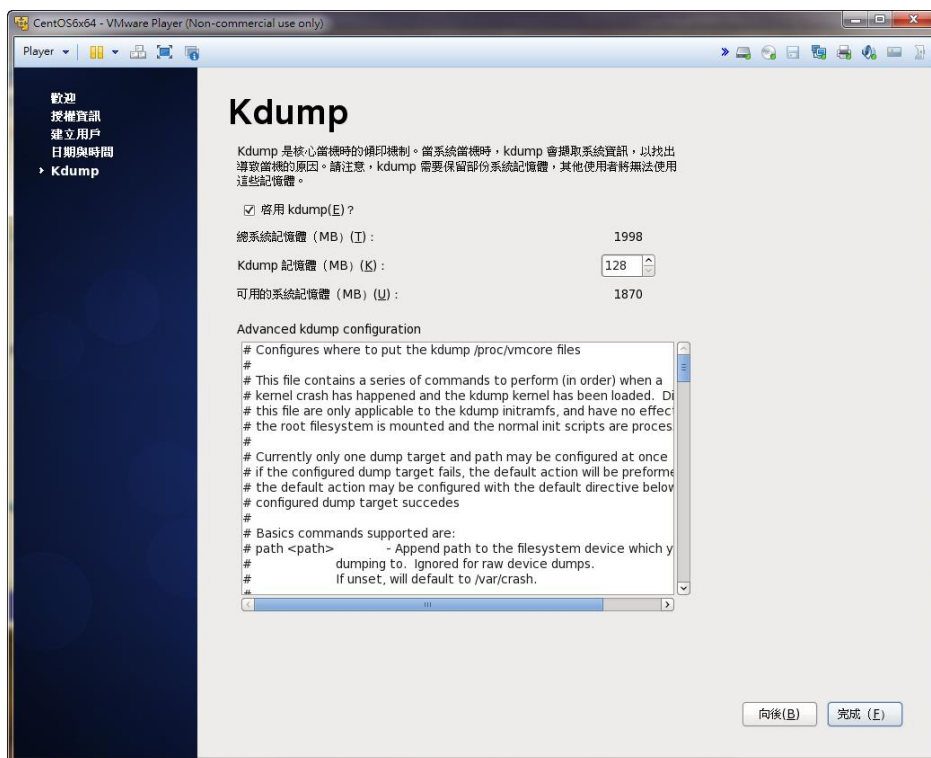 CentOS6x64 - VMware Player (Non-commercial use only)
Player
歡迎
授權資訊
建立用戶
日期與時間
Kdump
Kdump
Kdump 是核心當機時的傾印機制。當系統當機時，kdump 會擷取系統資訊，以找出
導致當機的原因。請注意，kdump 需要保留部份系統記憶體，其他使用者將無法使用
這些記憶體。
啓用 kdump(E)？
總系統記憶體（MB）(T)： 1998
Kdump 記憶體（MB）(K)： 128
可用的系統記憶體（MB）(U)： 1870
Advanced kdump configuration
# Configures where to put the kdump /proc/vmcore files
#
# This file contains a series of commands to perform (in order) when a
# kernel crash has happened and the kdump kernel has been loaded. Di
# this file are only applicable to the kdump initramfs, and have no effec
# the root filesystem is mounted and the normal init scripts are proces
#
# Currently only one dump target and path may be configured at once
# if the configured dump target fails, the default action will be preforme
# the default action may be configured with the default directive below
# configured dump target succedes
#
# Basics commands supported are:
# path <path> - Append path to the filesystem device which y
# dumping to. Ignored for raw device dumps.
# If unset, will default to /var/crash.
#
向後(B)
完成（F）